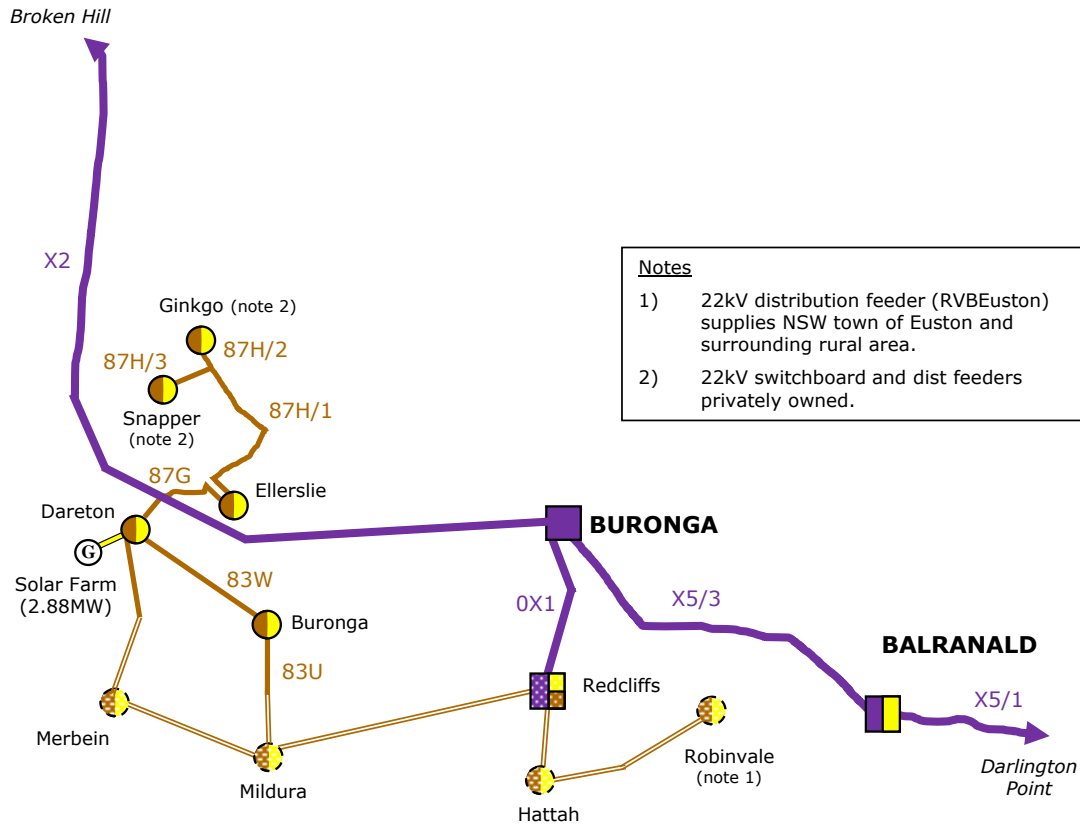 Broken Hill
X2
Notes
1) 22kV distribution feeder (RVBEuston)
supplies NSW town of Euston and
surrounding rural area.
2) 22kV switchboard and dist feeders
privately owned.
Ginkgo (note 2)
87H/3
87H/2
Snapper
(note 2)
87H/1
87G
Ellerslie
Dareton
G
Solar Farm
(2.88MW)
83W
Buronga
83U
BURONGA
0X1
X5/3
BALRANALD
Redcliffs
X5/1
Merbein
Mildura
Robinvale
(note 1)
Hattah
Darlington
Point